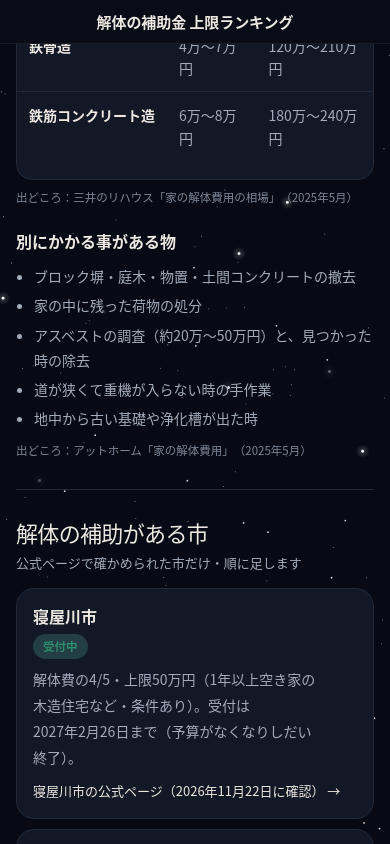 解体の補助金 上限ランキング
鉄骨造 4万〜7万円 120万〜210万円
鉄筋コンクリート造 6万〜8万円 180万〜240万円
出どころ：三井のリハウス「家の解体費用の相場」（2025年5月）
別にかかる事がある物
ブロック塀・庭木・物置・土間コンクリートの撤去
家の中に残った荷物の処分
アスベストの調査（約20万〜50万円）と、見つかった
時の除去
道が狭くて重機が入らない時の手作業
地中から古い基礎や浄化槽が出た時
出どころ：アットホーム「家の解体費用」（2025年5月）
解体の補助がある市
公式ページで確かめられた市だけ・順に足します
寝屋川市
受付中
解体費の4/5・上限50万円（1年以上空き家の
木造住宅など・条件あり）。受付は
2027年2月26日まで（予算がなくなりしだい
終了）。
寝屋川市の公式ページ（2026年11月22日に確認） →